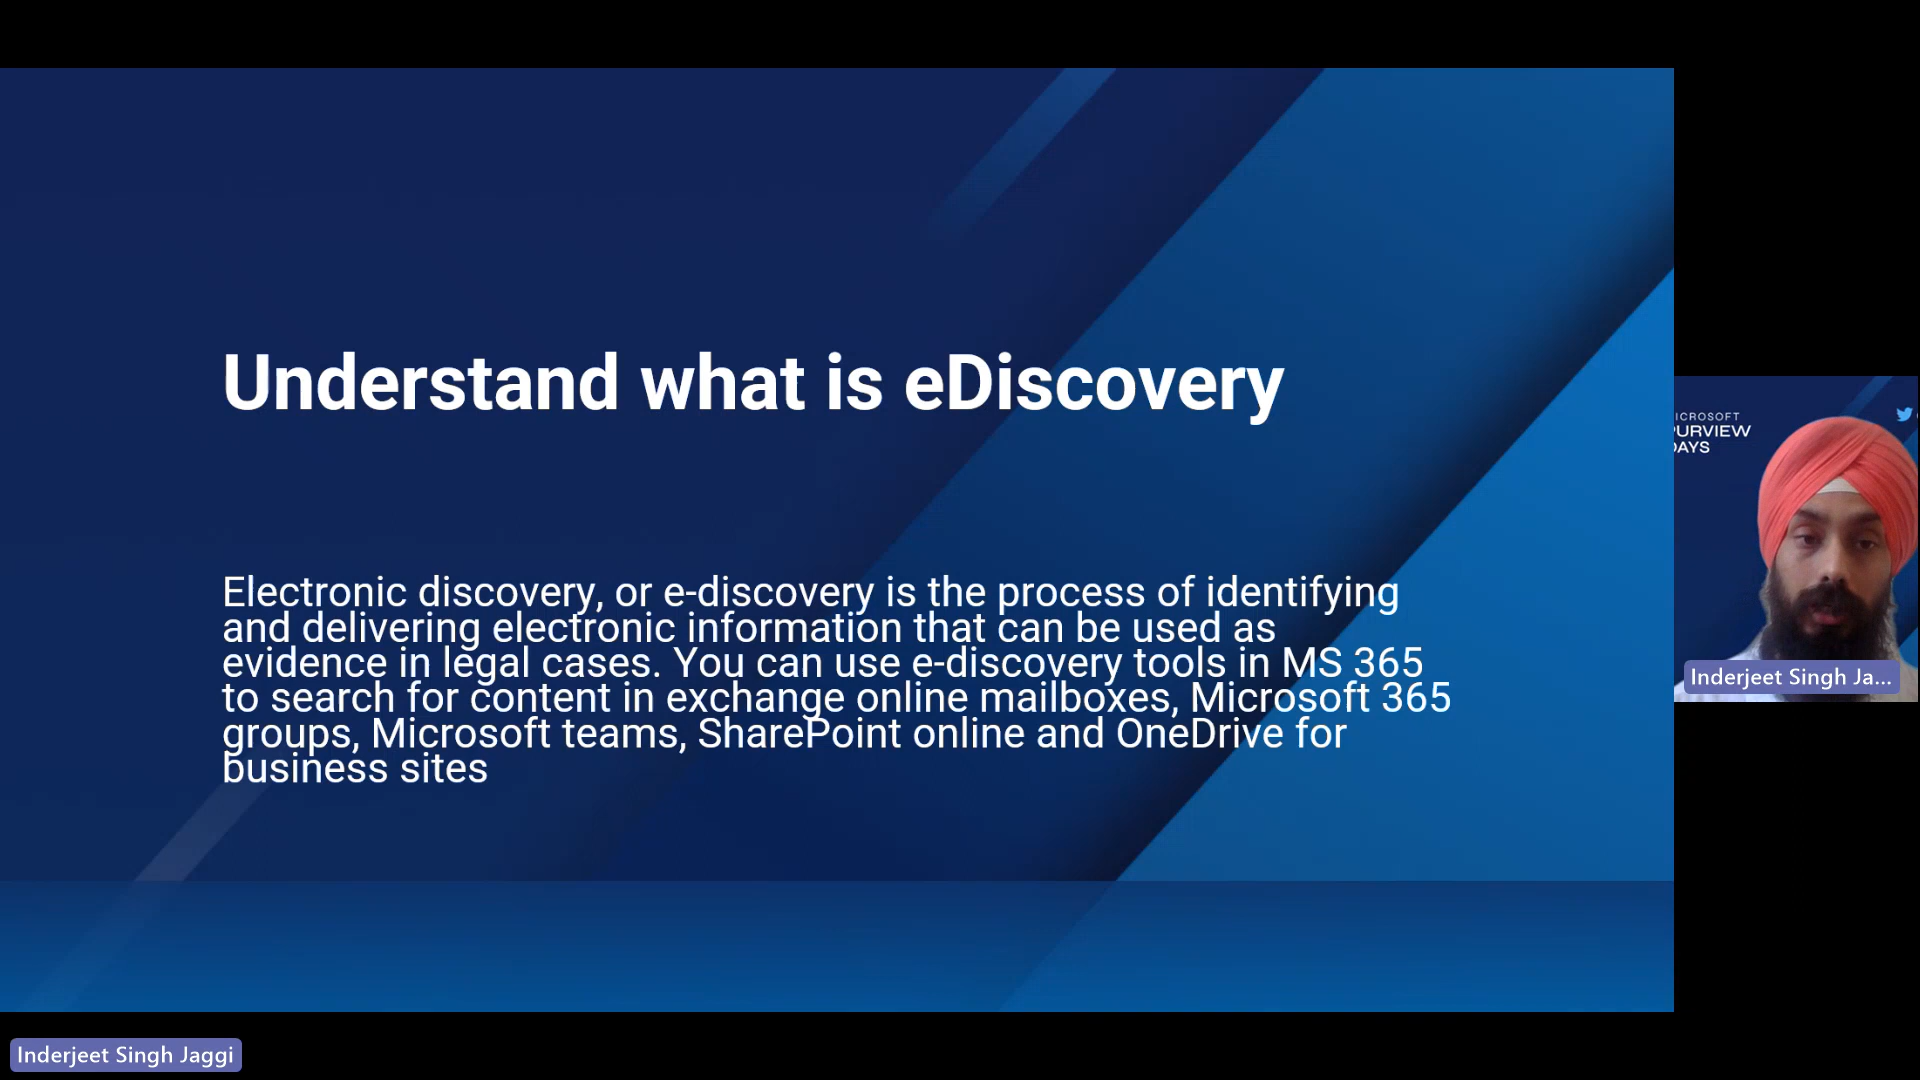 Understand what is eDiscovery
Electronic discovery, or e-discovery is the process of identifying
and delivering electronic information that can be used as
evidence in legal cases. You can use e-discovery tools in MS 365
to search for content in exchange online mailboxes, Microsoft 365
groups, Microsoft teams, SharePoint online and OneDrive for
business sites
ICROSOFT
URVIEW
DAYS
Inderjeet Singh Ja...
Inderjeet Singh Jaggi